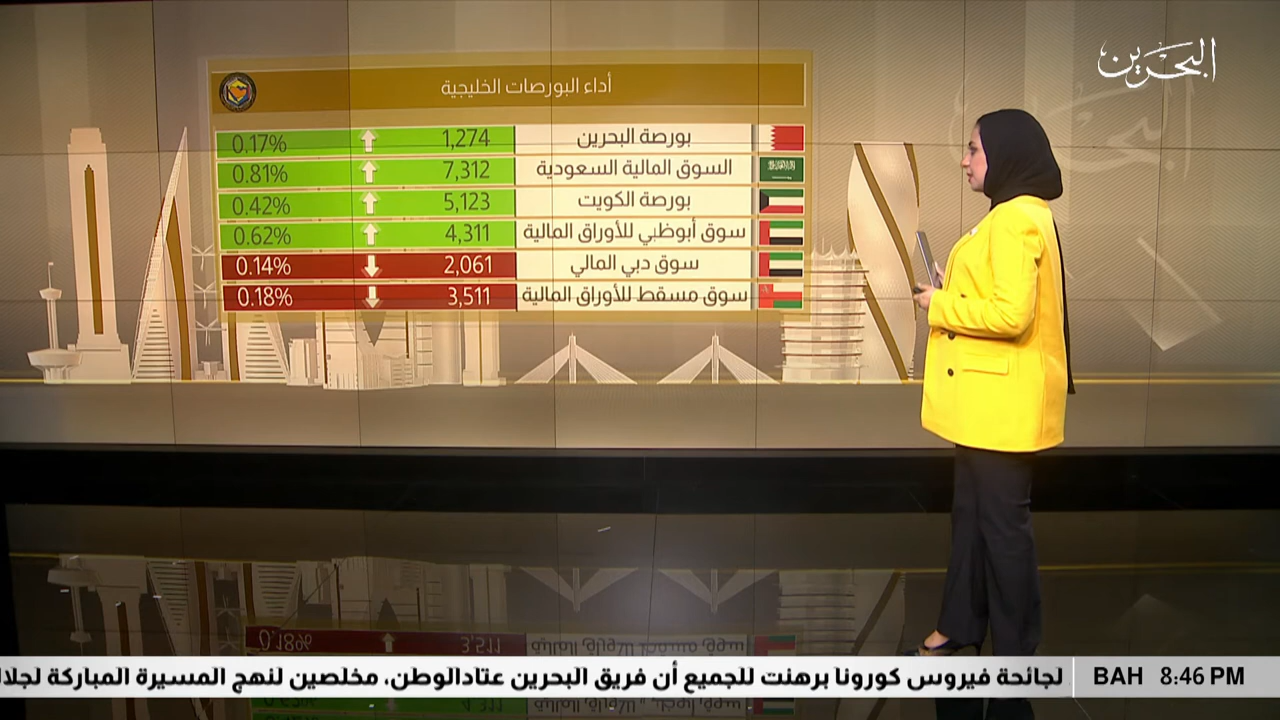 البحرين
أداء البورصات الخليجية
بورصة البحرين 1,274 0.17%
السوق المالية السعودية 7,312 0.81%
بورصة الكويت 5,123 0.42%
سوق أبوظبي للأوراق المالية 4,311 0.62%
سوق دبي المالي 2,061 0.14%
سوق مسقط للأوراق المالية 3,511 0.18%
BAH 8:46 PM
لجائحة فيروس كورونا برهنت للجميع أن فريق البحرين عتادالوطن، مخلصين لنهج المسيرة المباركة لجلال